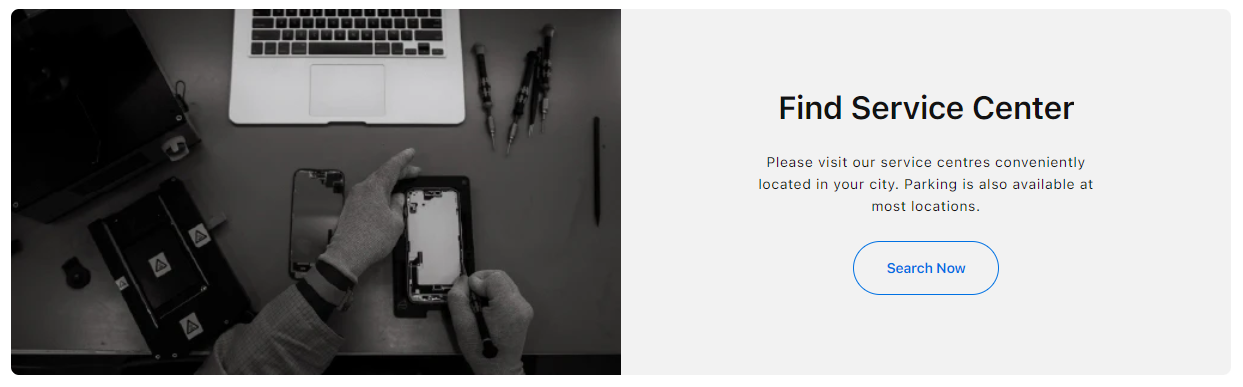 Find Service Center
Please visit our service centres conveniently
located in your city. Parking is also available at
most locations.
Search Now